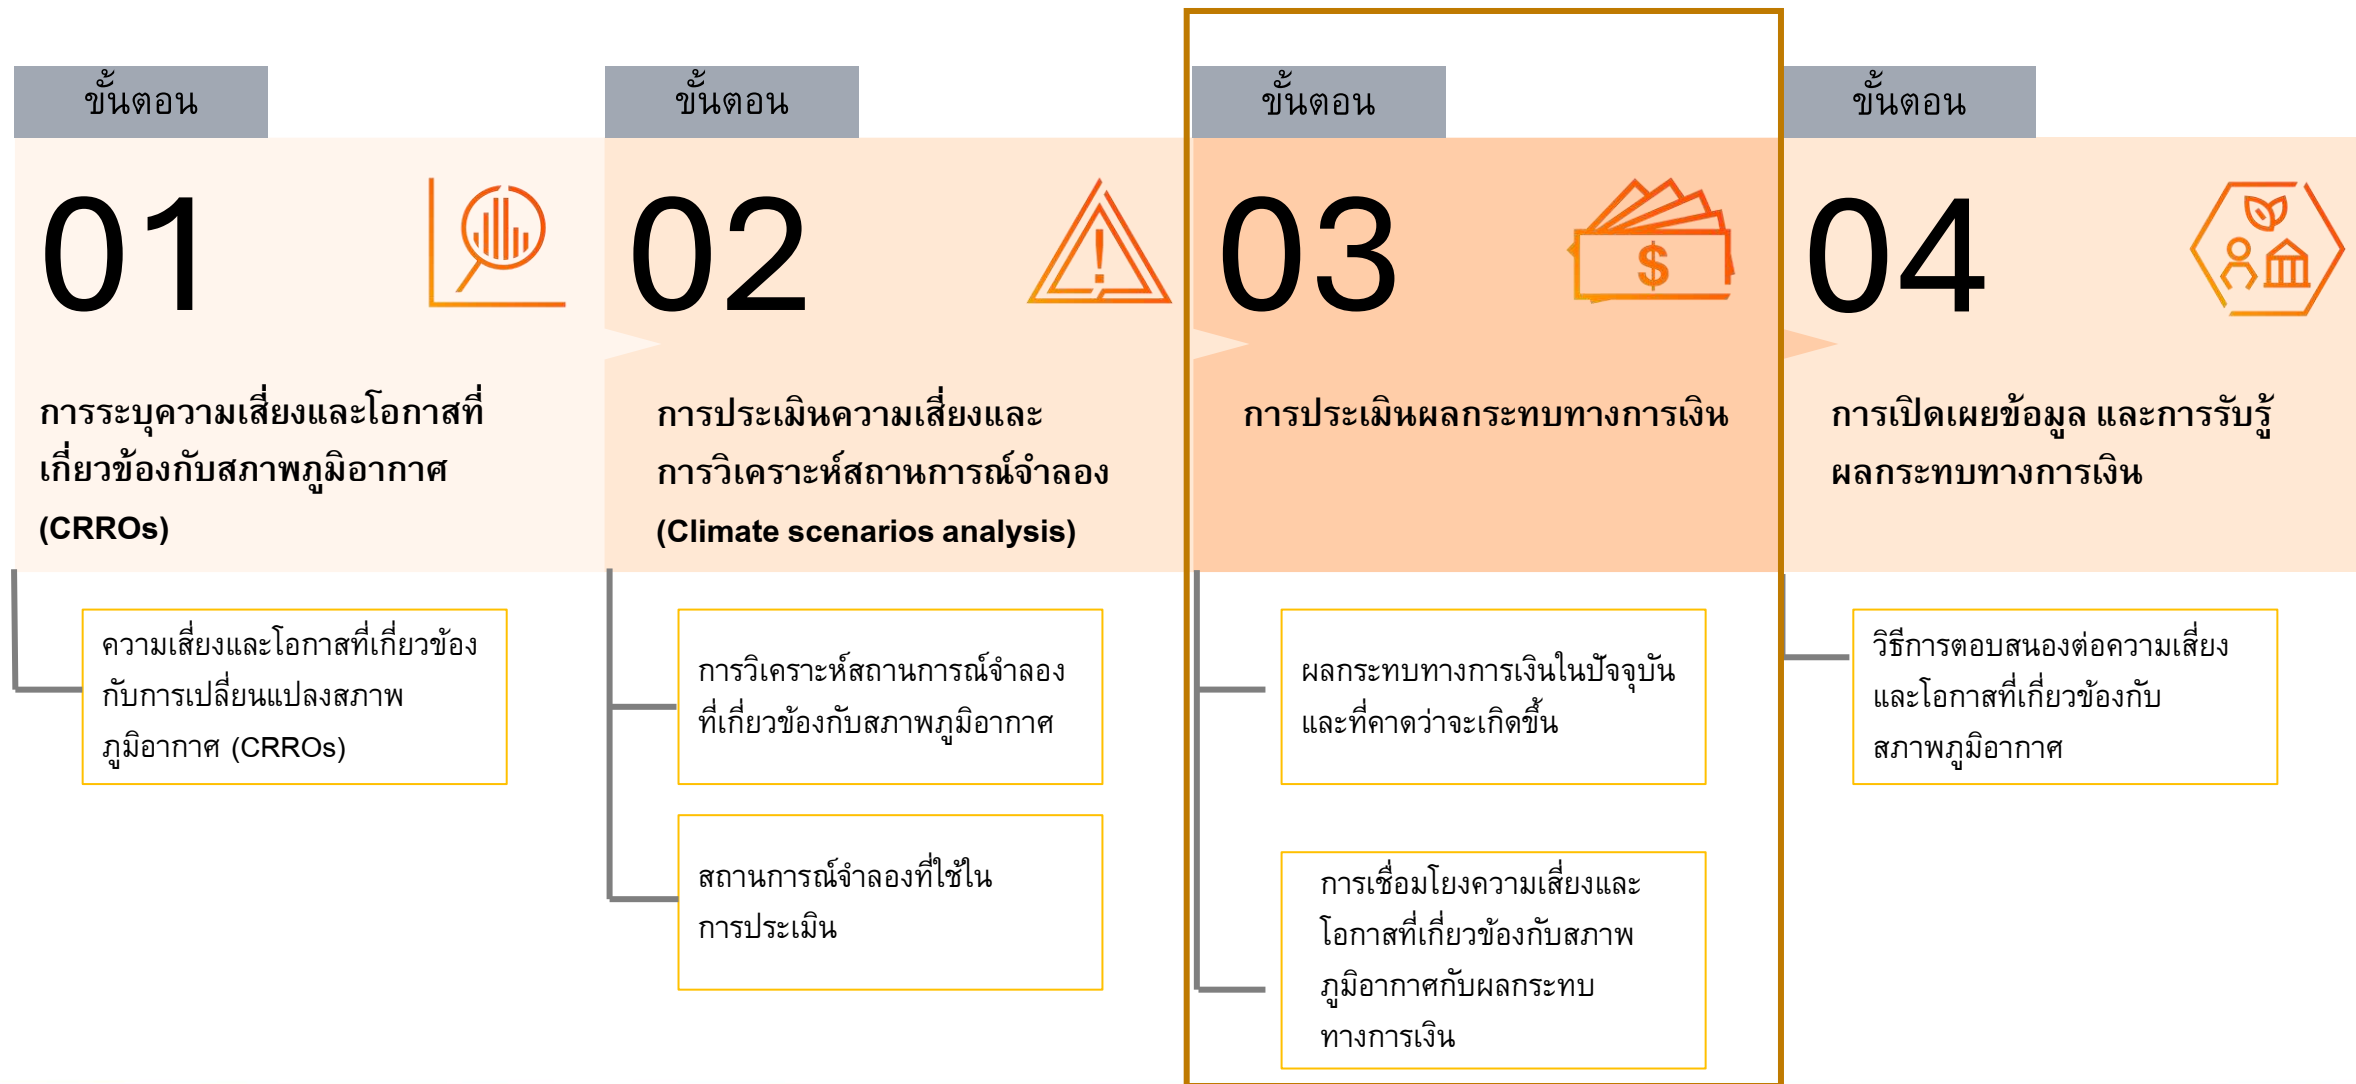 ขั้นตอน
01
การระบุความเสี่ยงและโอกาสที่
เกี่ยวข้องกับสภาพภูมิอากาศ
(CRROs)
ความเสี่ยงและโอกาสที่เกี่ยวข้อง
กับการเปลี่ยนแปลงสภาพ
ภูมิอากาศ (CRROs)
ขั้นตอน
02
การประเมินความเสี่ยงและ
การวิเคราะห์สถานการณ์จำลอง
(Climate scenarios analysis)
การวิเคราะห์สถานการณ์จำลอง
ที่เกี่ยวข้องกับสภาพภูมิอากาศ
สถานการณ์จำลองที่ใช้ใน
การประเมิน
ขั้นตอน
03
$
การประเมินผลกระทบทางการเงิน
ผลกระทบทางการเงินในปัจจุบัน
และที่คาดว่าจะเกิดขึ้น
การเชื่อมโยงความเสี่ยงและ
โอกาสที่เกี่ยวข้องกับสภาพ
ภูมิอากาศกับผลกระทบ
ทางการเงิน
ขั้นตอน
04
การเปิดเผยข้อมูล และการรับรู้
ผลกระทบทางการเงิน
วิธีการตอบสนองต่อความเสี่ยง
และโอกาสที่เกี่ยวข้องกับ
สภาพภูมิอากาศ